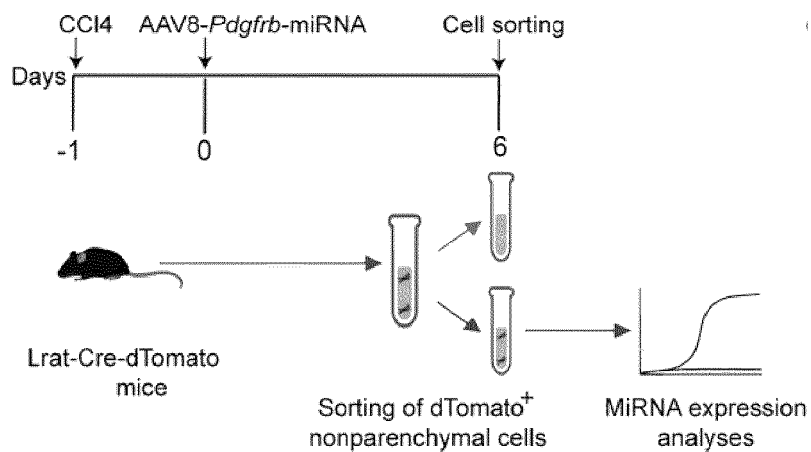 CCl4 AAV8-Pdgfrb-miRNA Cell sorting
Days
-1 0 6
Lrat-Cre-dTomato
mice
Sorting of dTomato+
nonparenchymal cells
MiRNA expression
analyses